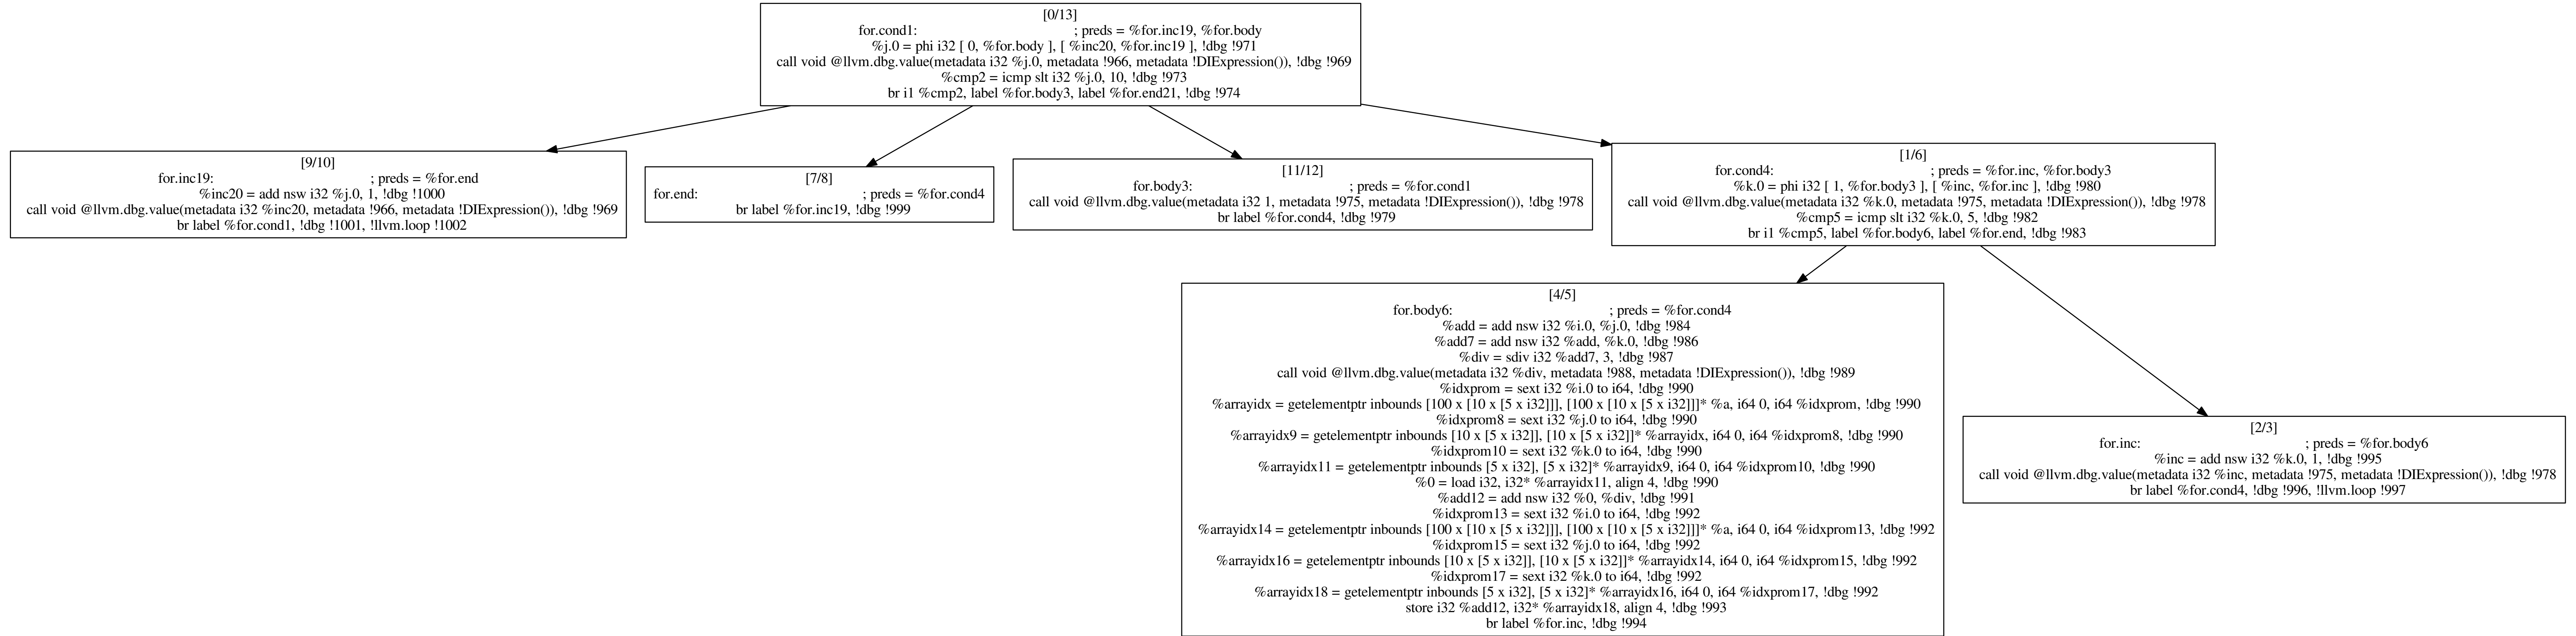 [0/13]
for.cond1: ; preds = %for.inc19, %for.body
%j.0 = phi i32 [ 0, %for.body ], [ %inc20, %for.inc19 ], !dbg !971
call void @llvm.dbg.value(metadata i32 %j.0, metadata !966, metadata !DIExpression()), !dbg !969
%cmp2 = icmp slt i32 %j.0, 10, !dbg !973
br i1 %cmp2, label %for.body3, label %for.end21, !dbg !974
[9/10]
for.inc19: ; preds = %for.end
%inc20 = add nsw i32 %j.0, 1, !dbg !1000
call void @llvm.dbg.value(metadata i32 %inc20, metadata !966, metadata !DIExpression()), !dbg !969
br label %for.cond1, !dbg !1001, !llvm.loop !1002
[7/8]
for.end: ; preds = %for.cond4
br label %for.inc19, !dbg !999
[11/12]
for.body3: ; preds = %for.cond1
call void @llvm.dbg.value(metadata i32 1, metadata !975, metadata !DIExpression()), !dbg !978
br label %for.cond4, !dbg !979
[1/6]
for.cond4: ; preds = %for.inc, %for.body3
%k.0 = phi i32 [ 1, %for.body3 ], [ %inc, %for.inc ], !dbg !980
call void @llvm.dbg.value(metadata i32 %k.0, metadata !975, metadata !DIExpression()), !dbg !978
%cmp5 = icmp slt i32 %k.0, 5, !dbg !982
br i1 %cmp5, label %for.body6, label %for.end, !dbg !983
[4/5]
for.body6: ; preds = %for.cond4
%add = add nsw i32 %i.0, %j.0, !dbg !984
%add7 = add nsw i32 %add, %k.0, !dbg !986
%div = sdiv i32 %add7, 3, !dbg !987
call void @llvm.dbg.value(metadata i32 %div, metadata !988, metadata !DIExpression()), !dbg !989
%idxprom = sext i32 %i.0 to i64, !dbg !990
%arrayidx = getelementptr inbounds [100 x [10 x [5 x i32]]], [100 x [10 x [5 x i32]]]* %a, i64 0, i64 %idxprom, !dbg !990
%idxprom8 = sext i32 %j.0 to i64, !dbg !990
%arrayidx9 = getelementptr inbounds [10 x [5 x i32]], [10 x [5 x i32]]* %arrayidx, i64 0, i64 %idxprom8, !dbg !990
%idxprom10 = sext i32 %k.0 to i64, !dbg !990
%arrayidx11 = getelementptr inbounds [5 x i32], [5 x i32]* %arrayidx9, i64 0, i64 %idxprom10, !dbg !990
%0 = load i32, i32* %arrayidx11, align 4, !dbg !990
%add12 = add nsw i32 %0, %div, !dbg !991
%idxprom13 = sext i32 %i.0 to i64, !dbg !992
%arrayidx14 = getelementptr inbounds [100 x [10 x [5 x i32]]], [100 x [10 x [5 x i32]]]* %a, i64 0, i64 %idxprom13, !dbg !992
%idxprom15 = sext i32 %j.0 to i64, !dbg !992
%arrayidx16 = getelementptr inbounds [10 x [5 x i32]], [10 x [5 x i32]]* %arrayidx14, i64 0, i64 %idxprom15, !dbg !992
%idxprom17 = sext i32 %k.0 to i64, !dbg !992
%arrayidx18 = getelementptr inbounds [5 x i32], [5 x i32]* %arrayidx16, i64 0, i64 %idxprom17, !dbg !992
store i32 %add12, i32* %arrayidx18, align 4, !dbg !993
br label %for.inc, !dbg !994
[2/3]
for.inc: ; preds = %for.body6
%inc = add nsw i32 %k.0, 1, !dbg !995
call void @llvm.dbg.value(metadata i32 %inc, metadata !975, metadata !DIExpression()), !dbg !978
br label %for.cond4, !dbg !996, !llvm.loop !997